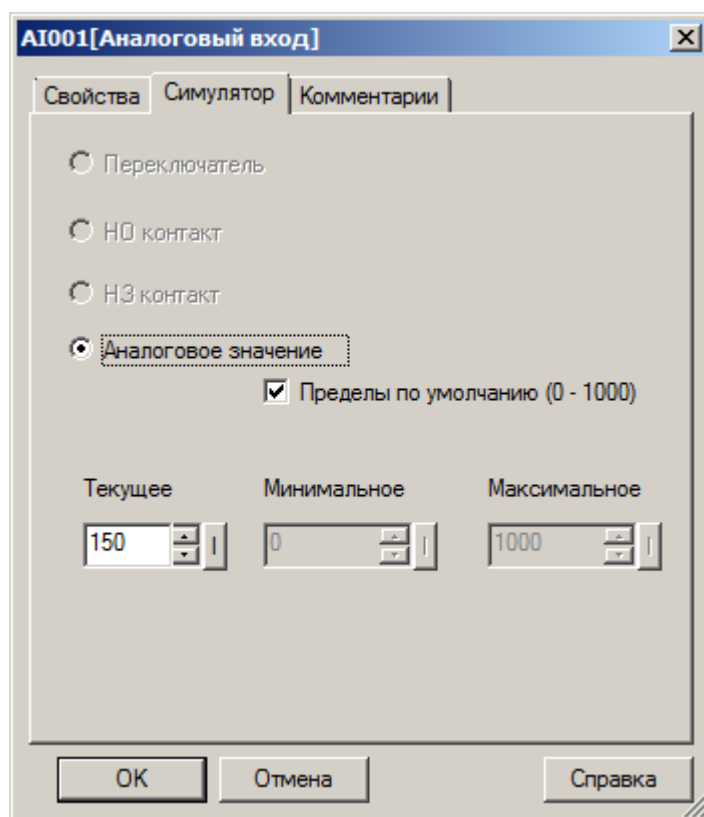 AI001[Аналоговый вход]
Свойства Симулятор Комментарии
Переключатель
НО контакт
НЗ контакт
Аналоговое значение
Пределы по умолчанию (0 - 1000)
Текущее Минимальное Максимальное
150 0 1000
OK Отмена Справка